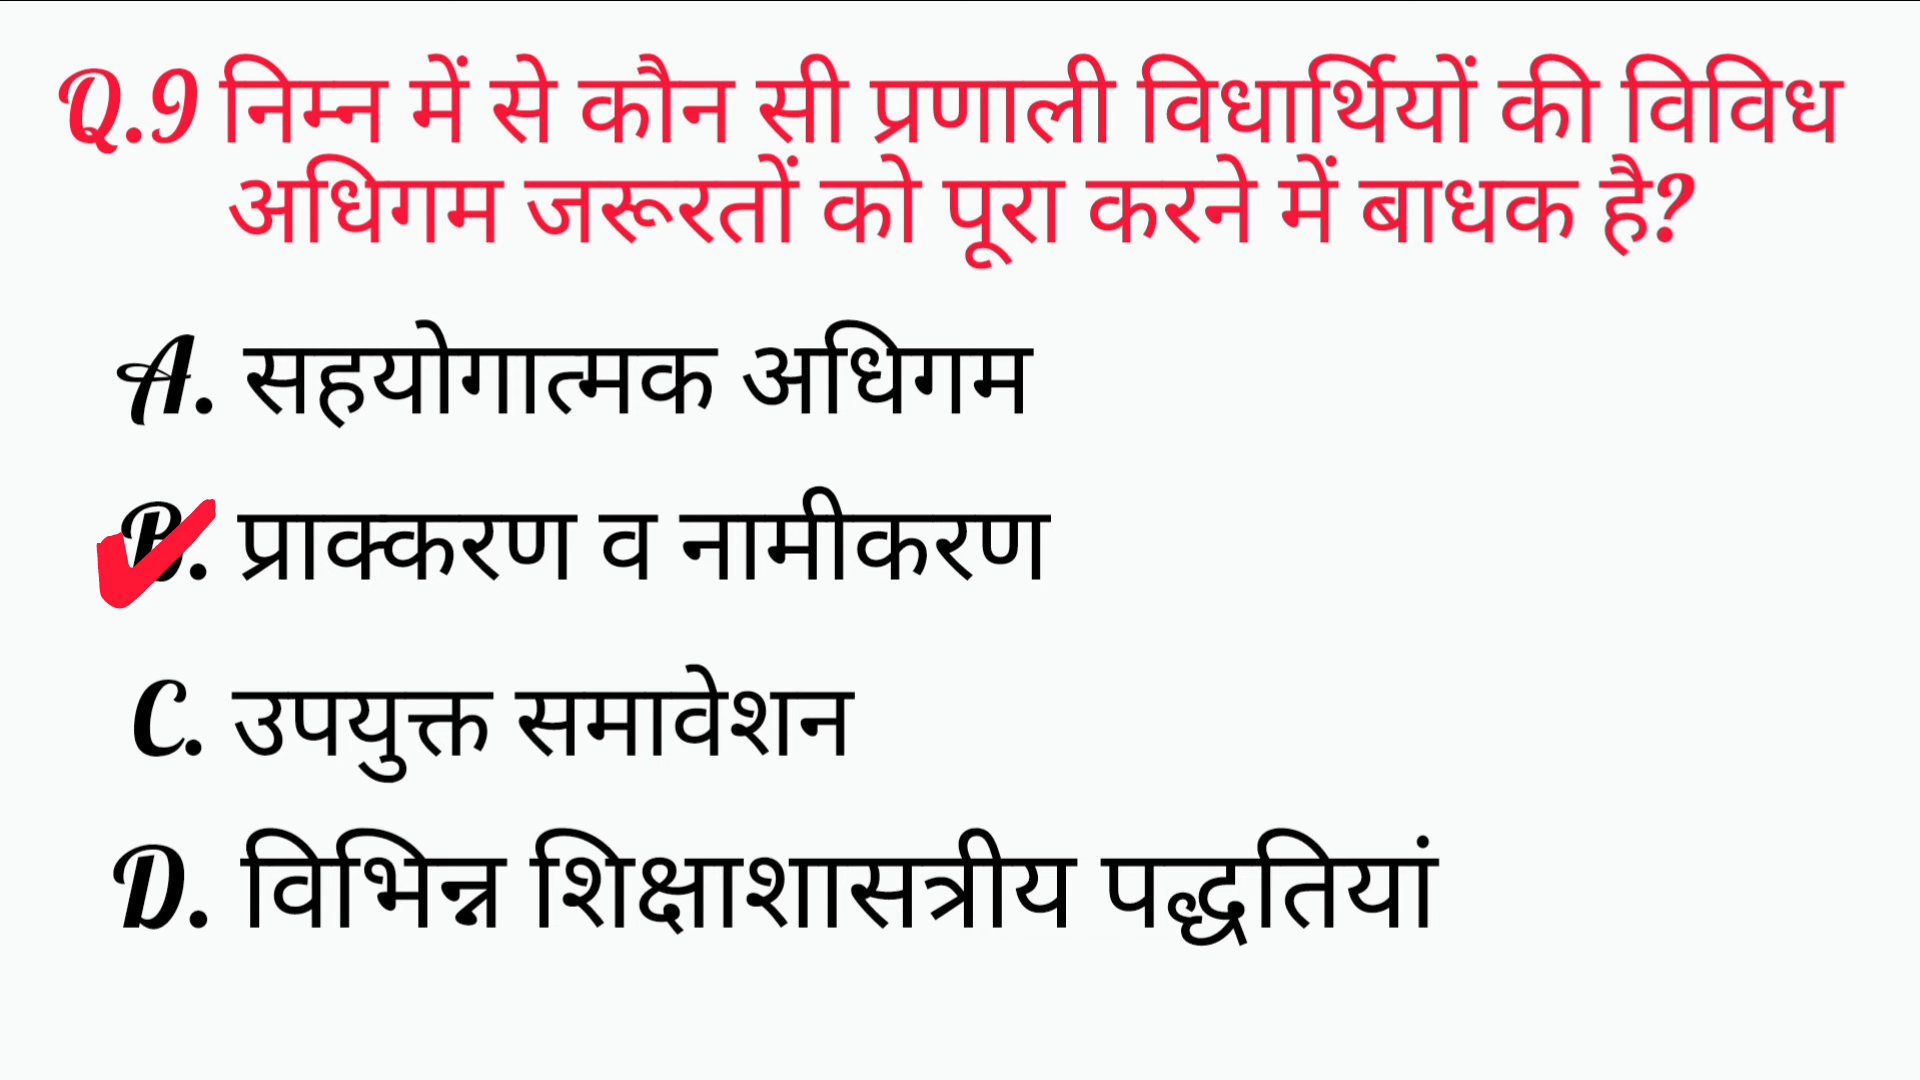 Q.9 निम्न में से कौन सी प्रणाली विधार्थियों की विविध
अधिगम जरूरतों को पूरा करने में बाधक है?
A. सहयोगात्मक अधिगम
B. प्राक्करण व नामीकरण
C. उपयुक्त समावेशन
D. विभिन्न शिक्षाशासत्रीय पद्धतियां